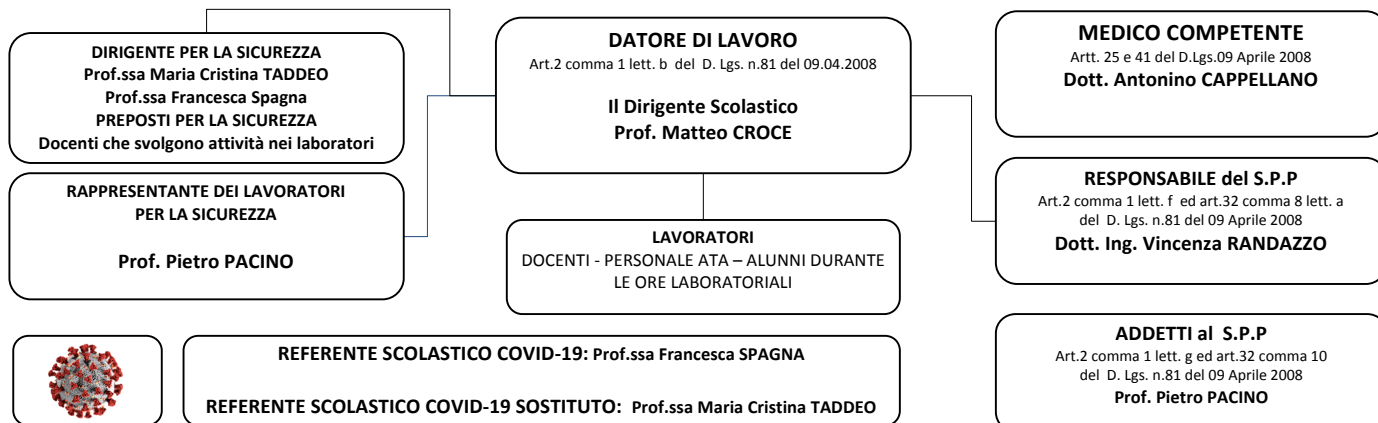 DIRIGENTE PER LA SICUREZZA
Prof.ssa Maria Cristina TADDEO
Prof.ssa Francesca Spagna
PREPOSTI PER LA SICUREZZA
Docenti che svolgono attività nei laboratori
RAPPRESENTANTE DEI LAVORATORI
PER LA SICUREZZA
Prof. Pietro PACINO
DATORE DI LAVORO
Art.2 comma 1 lett. b del D. Lgs. n.81 del 09.04.2008
Il Dirigente Scolastico
Prof. Matteo CROCE
LAVORATORI
DOCENTI - PERSONALE ATA – ALUNNI DURANTE
LE ORE LABORATORIALI
MEDICO COMPETENTE
Artt. 25 e 41 del D.Lgs.09 Aprile 2008
Dott. Antonino CAPPELLANO
RESPONSABILE del S.P.P
Art.2 comma 1 lett. f ed art.32 comma 8 lett. a
del D. Lgs. n.81 del 09 Aprile 2008
Dott. Ing. Vincenza RANDAZZO
ADDETTI al S.P.P
Art.2 comma 1 lett. g ed art.32 comma 10
del D. Lgs. n.81 del 09 Aprile 2008
Prof. Pietro PACINO
REFERENTE SCOLASTICO COVID-19: Prof.ssa Francesca SPAGNA
REFERENTE SCOLASTICO COVID-19 SOSTITUTO: Prof.ssa Maria Cristina TADDEO